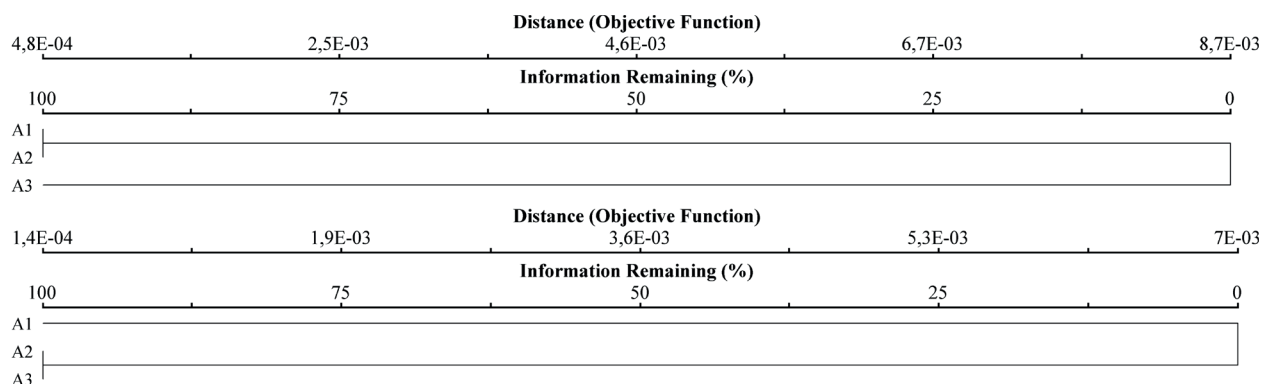 Distance (Objective Function)
4,8E-04 2,5E-03 4,6E-03 6,7E-03 8,7E-03
Information Remaining (%)
100 75 50 25 0
A1
A2
A3
Distance (Objective Function)
1,4E-04 1,9E-03 3,6E-03 5,3E-03 7E-03
Information Remaining (%)
100 75 50 25 0
A1
A2
A3